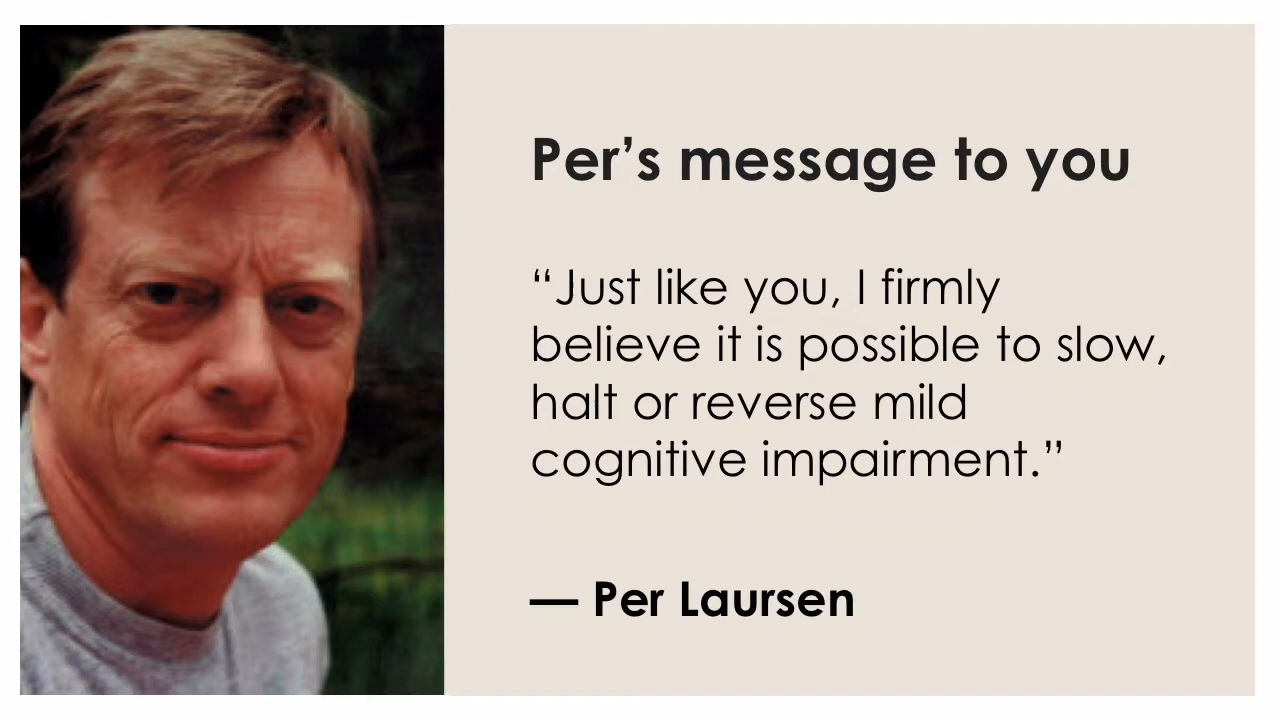 Per’s message to you
“Just like you, I firmly
believe it is possible to slow,
halt or reverse mild
cognitive impairment.”
— Per Laursen